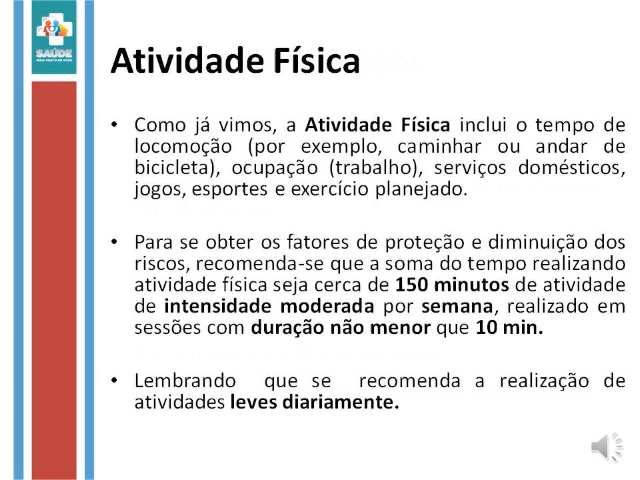 SAÚDE
Atividade Física
• Como já vimos, a Atividade Física inclui o tempo de
locomoção (por exemplo, caminhar ou andar de
bicicleta), ocupação (trabalho), serviços domésticos,
jogos, esportes e exercício planejado.
• Para se obter os fatores de proteção e diminuição dos
riscos, recomenda-se que a soma do tempo realizando
atividade física seja cerca de 150 minutos de atividade
de intensidade moderada por semana, realizado em
sessões com duração não menor que 10 min.
• Lembrando que se recomenda a realização de
atividades leves diariamente.